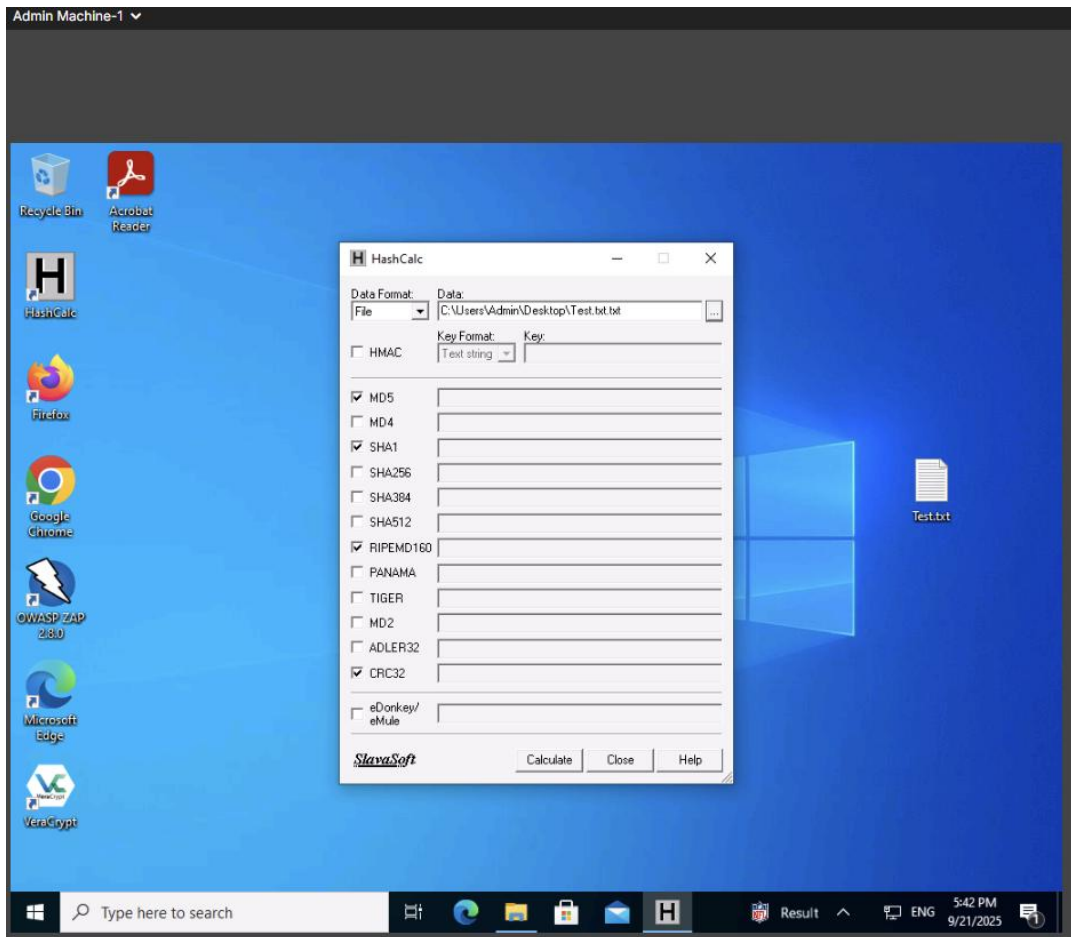 Admin Machine-1
Recycle Bin
Acrobat
Reader
HashCalc
Firefox
Google
Chrome
OWASP ZAP
2.8.0
Microsoft
Edge
VeraCrypt
VeraCrypt
HashCalc
Data Format: Data:
File C:\Users\Admin\Desktop\Test.txt.txt ...
Key Format: Key:
HMAC Text string
MD5
MD4
SHA1
SHA256
SHA384
SHA512
RIPEMD160
PANAMA
TIGER
MD2
ADLER32
CRC32
eDonkey/
eMule
SlavaSoft Calculate Close Help
Test.txt
Type here to search Result ENG 5:42 PM
9/21/2025 1